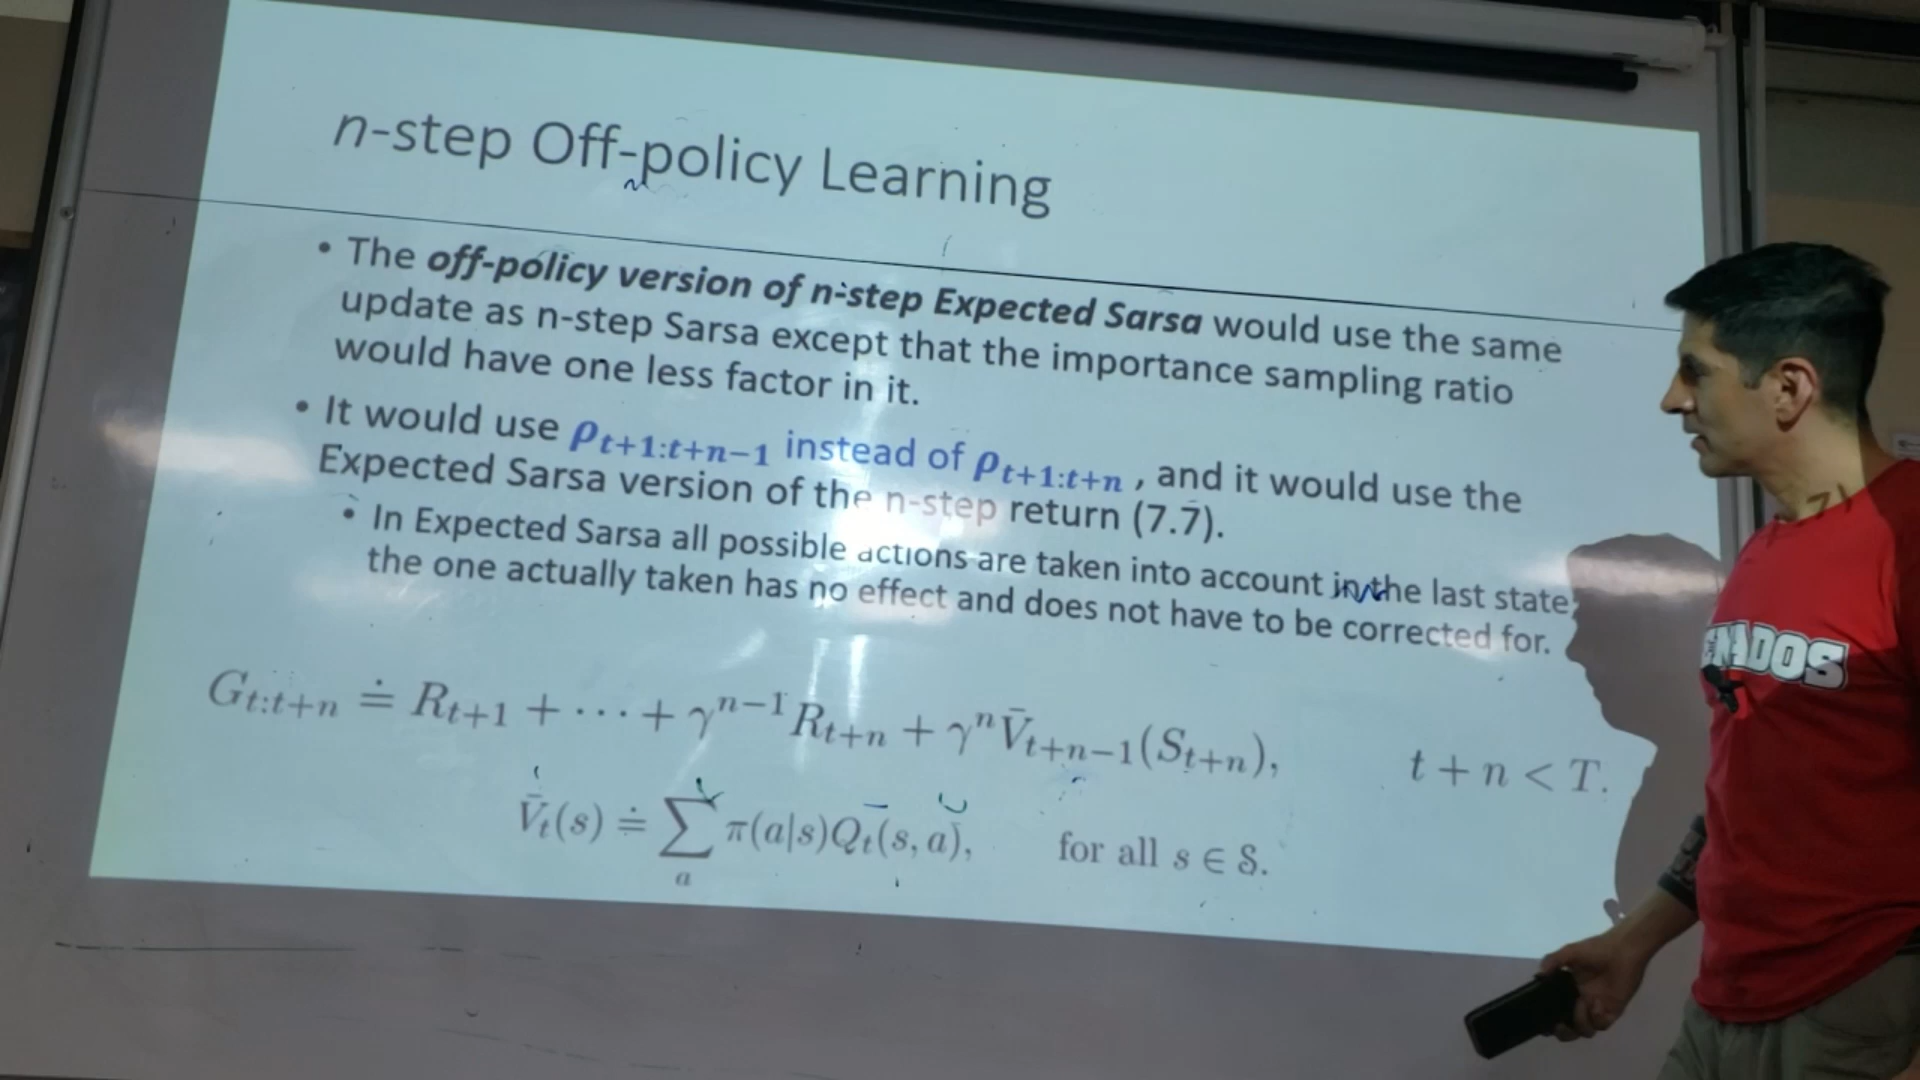 n-step Off-policy Learning
• The off-policy version of n-step Expected Sarsa would use the same
update as n-step Sarsa except that the importance sampling ratio
would have one less factor in it.
• It would use ρt+1:t+n−1 instead of ρt+1:t+n , and it would use the
Expected Sarsa version of the n-step return (7.7).
• In Expected Sarsa all possible actions are taken into account in the last state;
the one actually taken has no effect and does not have to be corrected for.
Gt:t+n ≐ Rt+1 + · · · + γ^n−1 Rt+n + γ^n V̄t+n−1(St+n), t + n < T.
V̄t(s) ≐ ∑a π(a|s)Qt(s, a), for all s ∈ S.